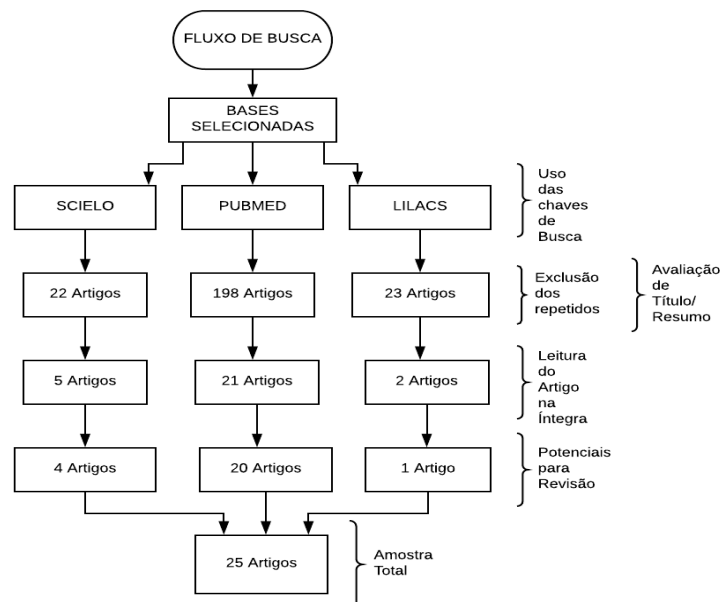 FLUXO DE BUSCA
BASES
SELECIONADAS
SCIELO
PUBMED
LILACS
Uso
das
chaves
de
Busca
22 Artigos
198 Artigos
23 Artigos
Exclusão
dos
repetidos
Avaliação
de
Título/
Resumo
5 Artigos
21 Artigos
2 Artigos
Leitura
do
Artigo
na
Íntegra
4 Artigos
20 Artigos
1 Artigo
Potenciais
para
Revisão
25 Artigos
Amostra
Total